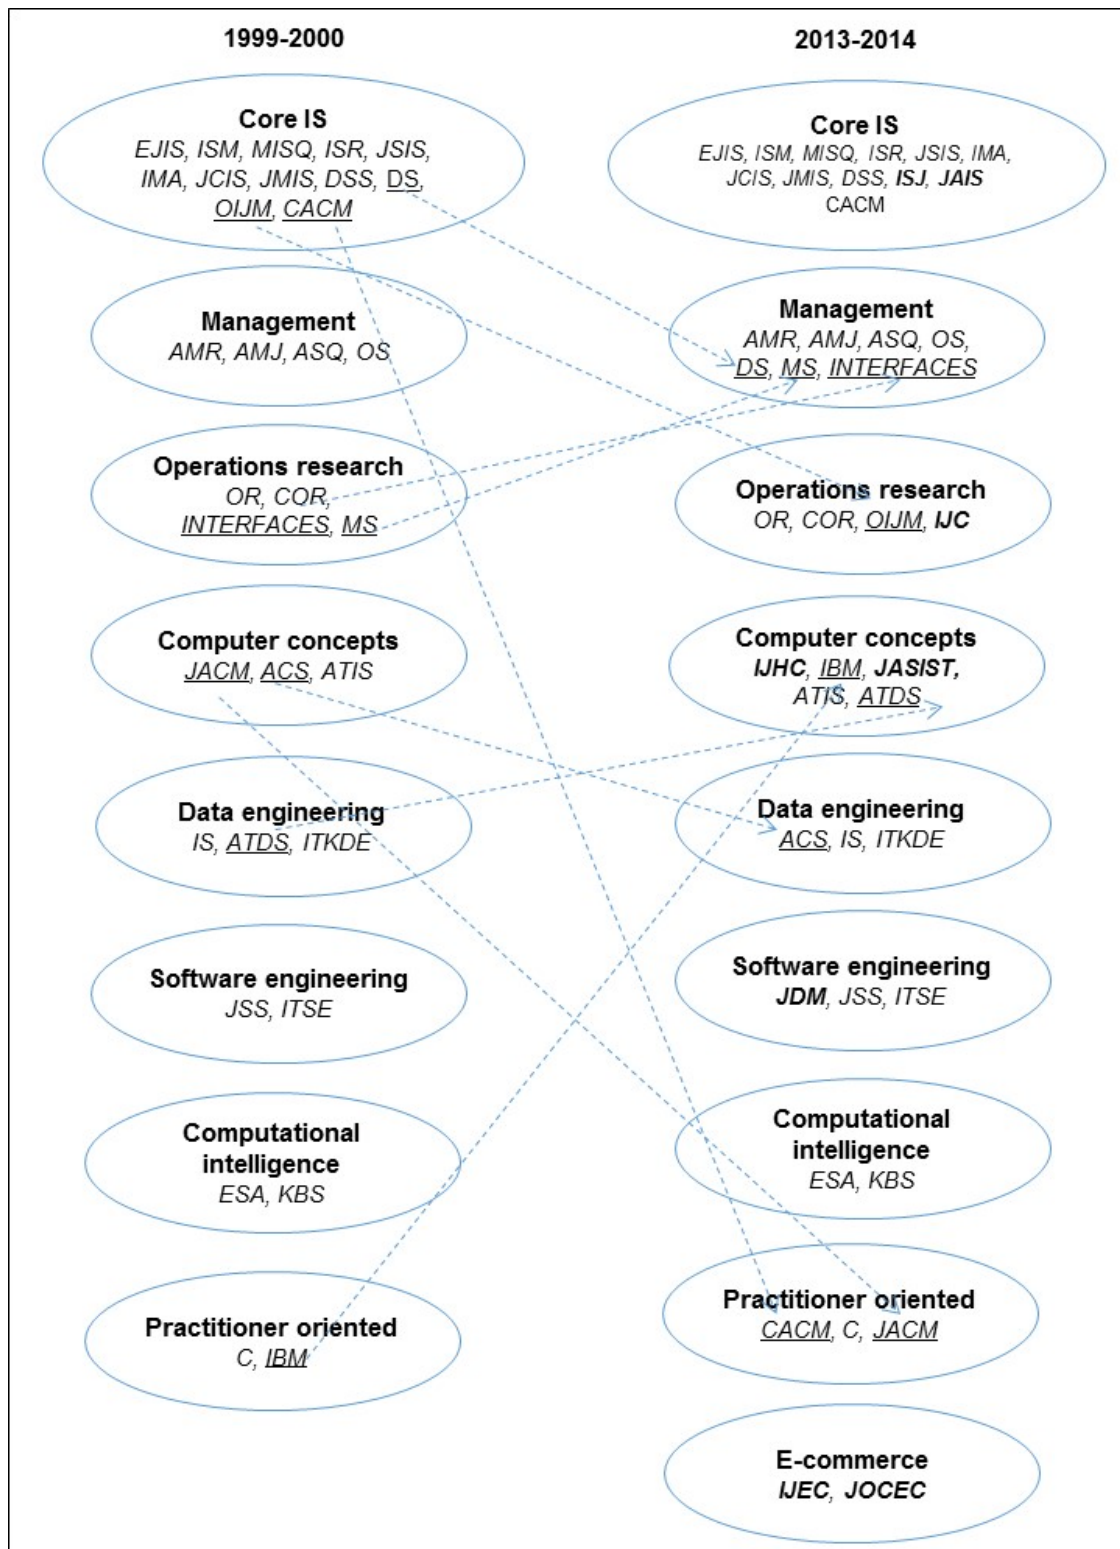 1999-2000
Core IS
EJIS, ISM, MISQ, ISR, JSIS,
IMA, JCIS, JMIS, DSS, DS,
OIJM, CACM
Management
AMR, AMJ, ASQ, OS
Operations research
OR, COR,
INTERFACES, MS
Computer concepts
JACM, ACS, ATIS
Data engineering
IS, ATDS, ITKDE
Software engineering
JSS, ITSE
Computational
intelligence
ESA, KBS
Practitioner oriented
C, IBM
2013-2014
Core IS
EJIS, ISM, MISQ, ISR, JSIS, IMA,
JCIS, JMIS, DSS, ISJ, JAIS
CACM
Management
AMR, AMJ, ASQ, OS,
DS, MS, INTERFACES
Operations research
OR, COR, OIJM, IJC
Computer concepts
IJHC, IBM, JASIST,
ATIS, ATDS
Data engineering
ACS, IS, ITKDE
Software engineering
JDM, JSS, ITSE
Computational
intelligence
ESA, KBS
Practitioner oriented
CACM, C, JACM
E-commerce
IJEC, JOCEC